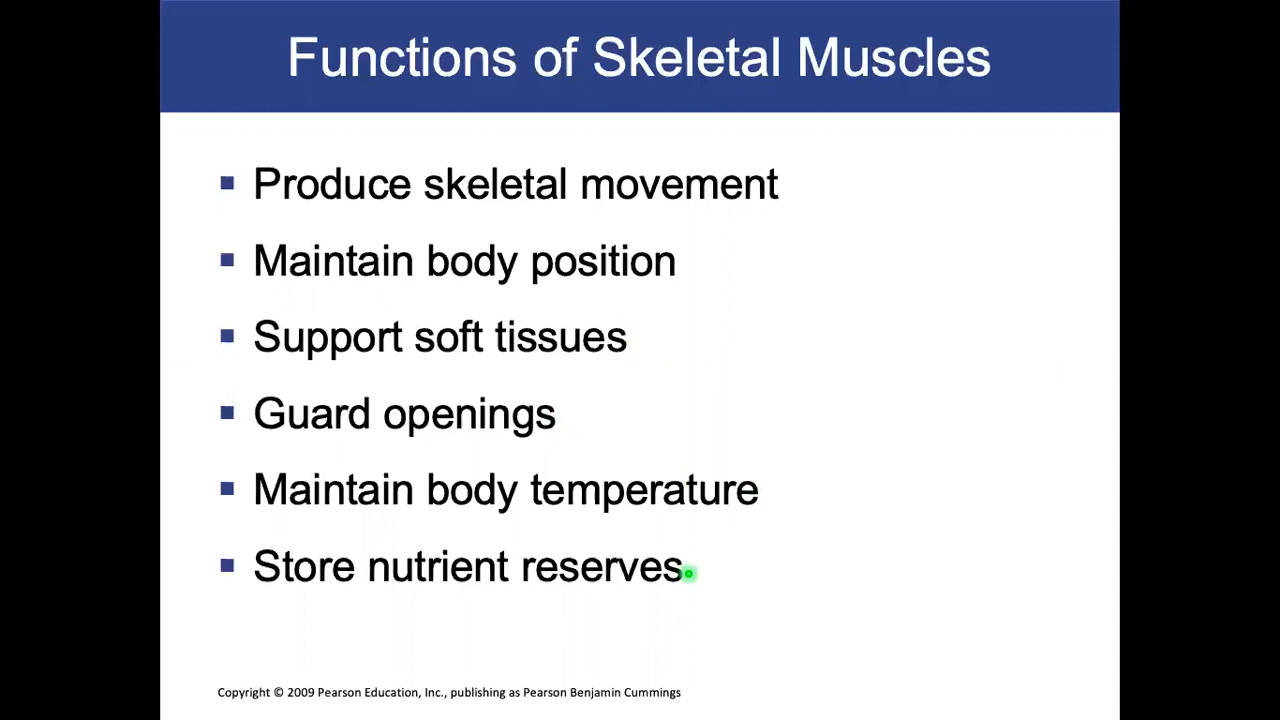 Functions of Skeletal Muscles
▪ Produce skeletal movement
▪ Maintain body position
▪ Support soft tissues
▪ Guard openings
▪ Maintain body temperature
▪ Store nutrient reserves
Copyright © 2009 Pearson Education, Inc., publishing as Pearson Benjamin Cummings